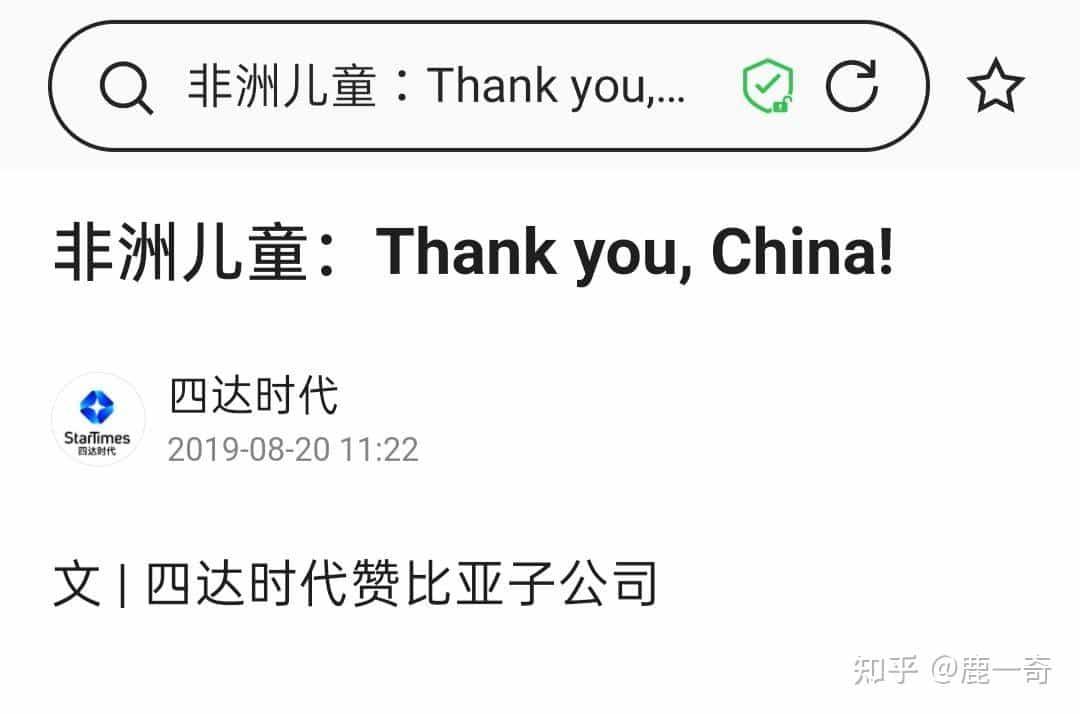 非洲儿童：Thank you,...
非洲儿童：Thank you, China!
四达时代
StarTimes
四达时代
2019-08-20 11:22
文 | 四达时代赞比亚子公司
知乎 @鹿一奇